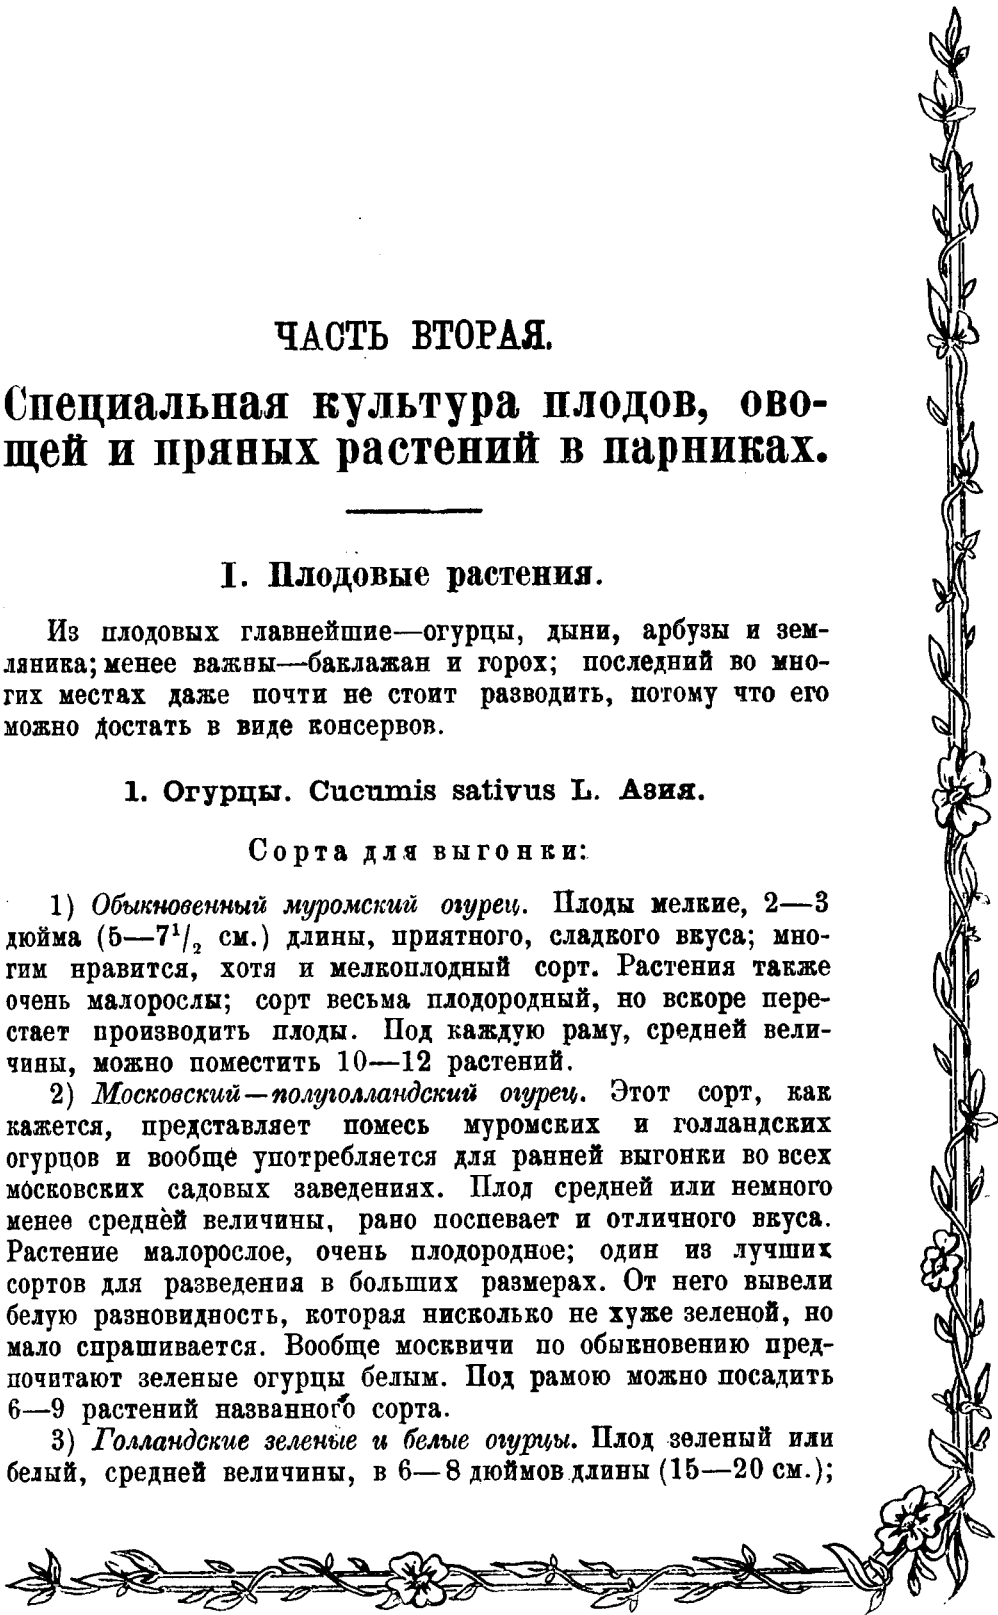 ЧАСТЬ ВТОРАЯ.
Специальная культура плодов, ово-
щей и пряных растений в парниках.
I. Плодовые растения.
Из плодовых главнейшие—огурцы, дыни, арбузы и зем-
ляника; менее важны—баклажан и горох; последний во мно-
гих местах даже почти не стоит разводить, потому что его
можно достать в виде консервов.
1. Огурцы. Cucumis sativus L. Азия.
Сорта для выгонки:
1) Обыкновенный муромский огурец. Плоды мелкие, 2—3
дюйма (5—7¹/₂ см.) длины, приятного, сладкого вкуса; мно-
гим нравится, хотя и мелкоплодный сорт. Растения также
очень малорослы; сорт весьма плодородный, но вскоре пере-
стает производить плоды. Под каждую раму, средней вели-
чины, можно поместить 10—12 растений.
2) Московский—полуголландский огурец. Этот сорт, как
кажется, представляет помесь муромских и голландских
огурцов и вообще употребляется для ранней выгонки во всех
московских садовых заведениях. Плод средней или немного
менее средней величины, рано поспевает и отличного вкуса.
Растение малорослое, очень плодородное; один из лучших
сортов для разведения в больших размерах. От него вывели
белую разновидность, которая нисколько не хуже зеленой, но
мало спрашивается. Вообще москвичи по обыкновению пред-
почитают зеленые огурцы белым. Под рамою можно посадить
6—9 растений названного сорта.
3) Голландские зеленые и белые огурцы. Плод зеленый или
белый, средней величины, в 6—8 дюймов длины (15—20 см.);